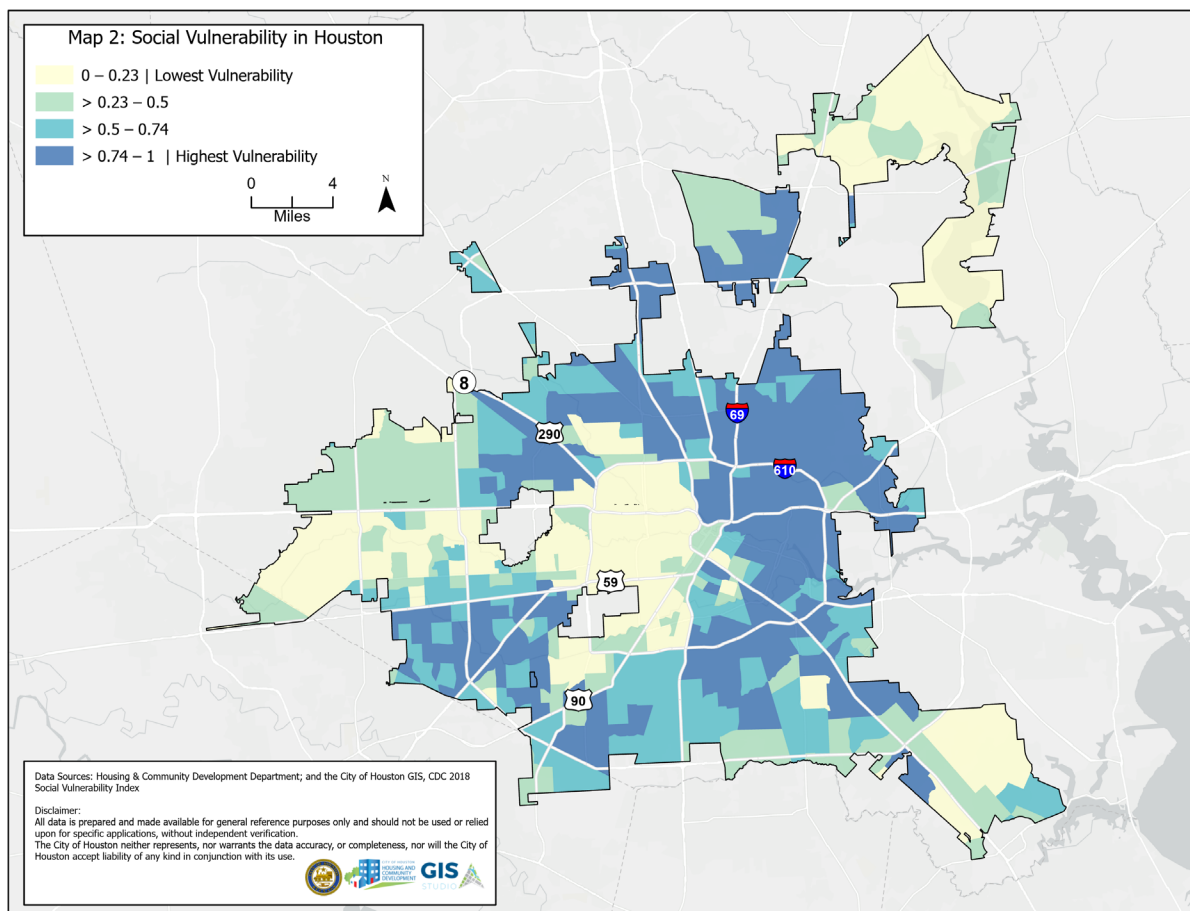 Map 2: Social Vulnerability in Houston
0 – 0.23 | Lowest Vulnerability
> 0.23 – 0.5
> 0.5 – 0.74
> 0.74 – 1 | Highest Vulnerability
0 4
Miles
N
8
69
290
610
59
90
Data Sources: Housing & Community Development Department; and the City of Houston GIS, CDC 2018
Social Vulnerability Index
Disclaimer:
All data is prepared and made available for general reference purposes only and should not be used or relied
upon for specific applications, without independent verification.
The City of Houston neither represents, nor warrants the data accuracy, or completeness, nor will the City of
Houston accept liability of any kind in conjunction with its use.
CITY OF HOUSTON
HOUSING AND
COMMUNITY
DEVELOPMENT
GIS
STUDIO